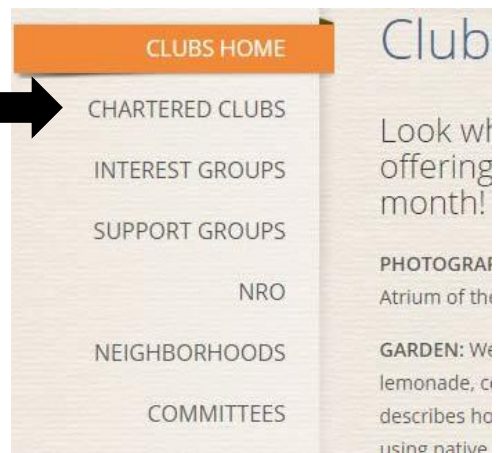 CLUBS HOME
CHARTERED CLUBS
INTEREST GROUPS
SUPPORT GROUPS
NRO
NEIGHBORHOODS
COMMITTEES
Club
Look wh
offering
month!
PHOTOGRAP
Atrium of the
GARDEN: We
lemonade, c
describes ho
using native